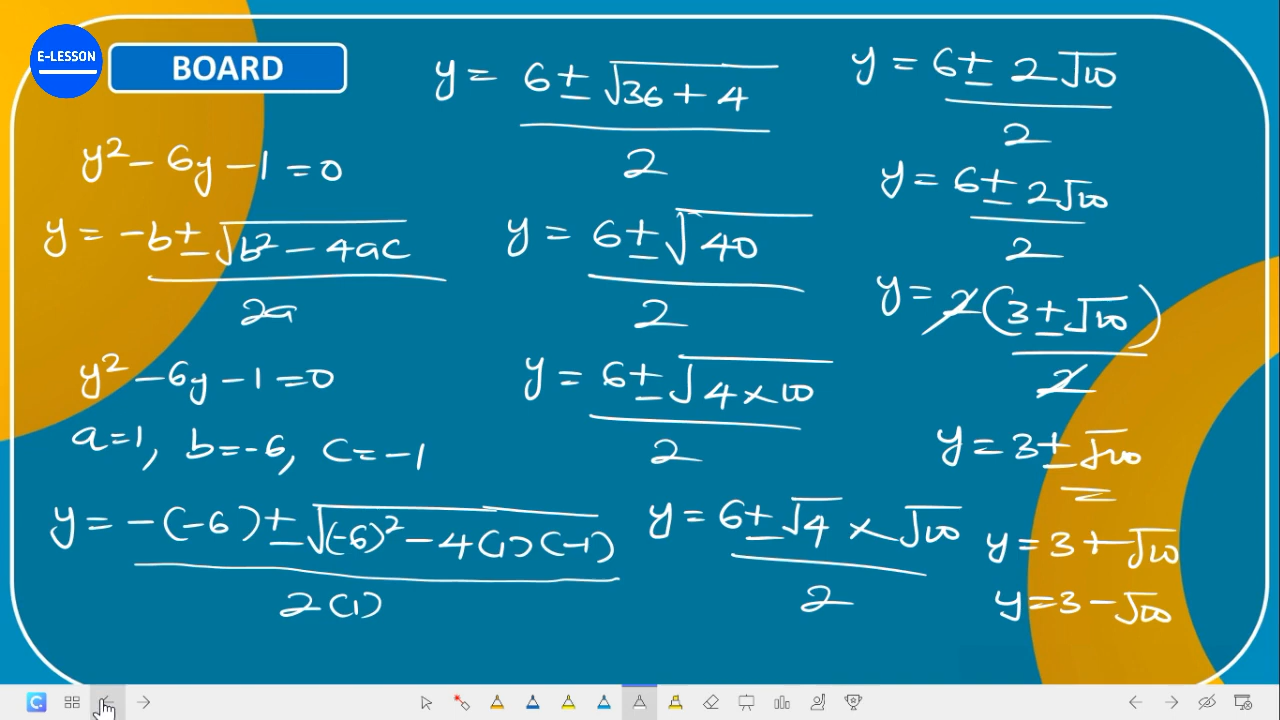 E-LESSON
BOARD
y² - 6y - 1 = 0
y = -b ± √b² - 4ac
2a
y² - 6y - 1 = 0
a=1, b=-6, c=-1
y = -(-6) ± √(-6)² - 4(1)(-1)
2(1)
y = 6 ± √36 + 4
2
y = 6 ± √40
2
y = 6 ± √4 × 10
2
y = 6 ± √4 × √10
2
y = 6 ± 2√10
2
y = 6 ± 2√10
2
y = 2(3 ± √10)
2
y = 3 ± √10
y = 3 + √10
y = 3 - √10